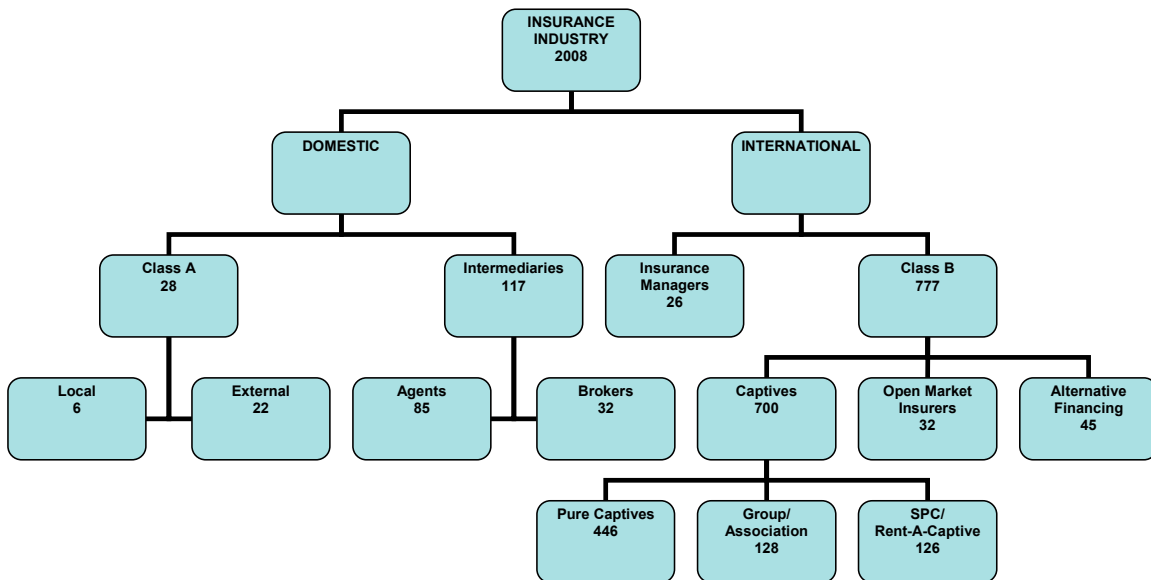 INSURANCE
INDUSTRY
2008
DOMESTIC
INTERNATIONAL
Class A
28
Intermediaries
117
Insurance
Managers
26
Class B
777
Local
6
External
22
Agents
85
Brokers
32
Captives
700
Open Market
Insurers
32
Alternative
Financing
45
Pure Captives
446
Group/
Association
128
SPC/
Rent-A-Captive
126